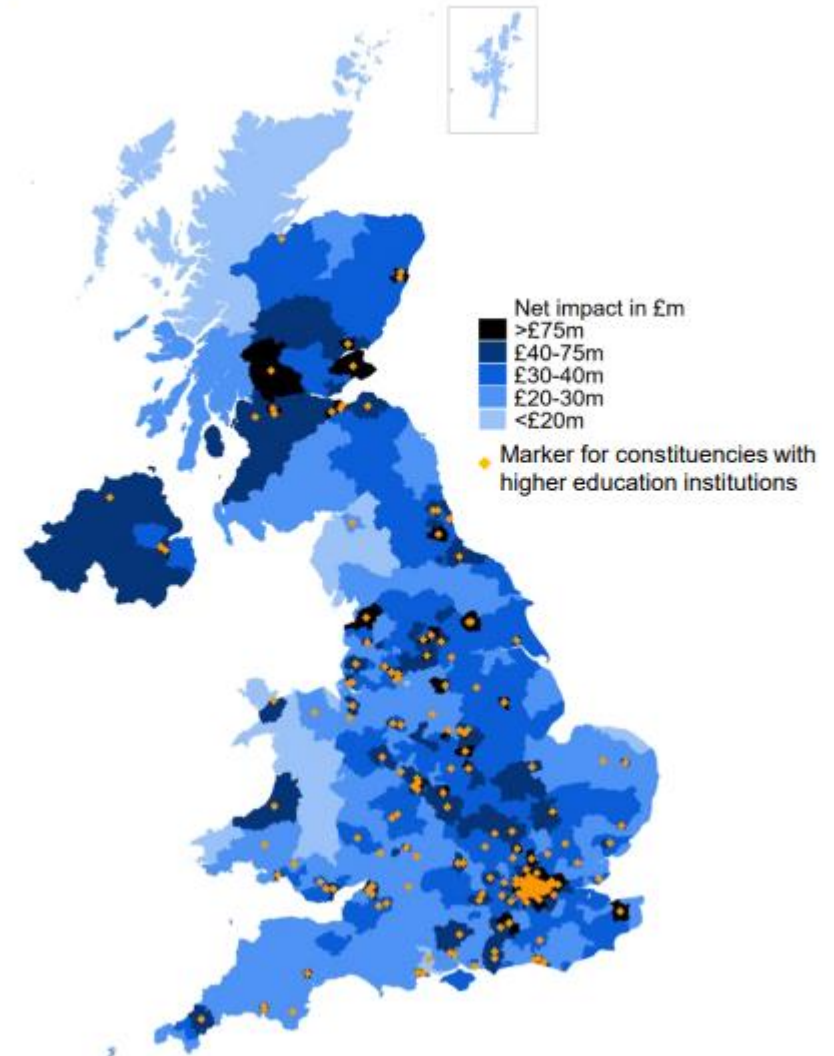 Net impact in £m
>£75m
£40-75m
£30-40m
£20-30m
<£20m
Marker for constituencies with
higher education institutions